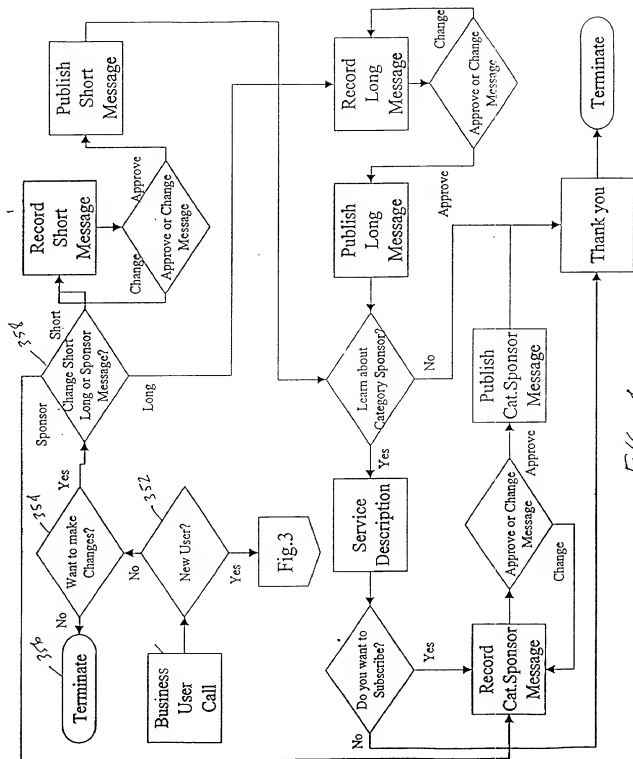 Business
User
Call
New User?
352
Yes
No
Fig.3
Want to make
Changes?
354
No
Terminate
356
Yes
Change Short
Long or Sponsor
Message?
358
Sponsor
Short
Long
Record
Short
Message
Approve or Change
Message
Change
Approve
Publish
Short
Message
Record
Long
Message
Approve or Change
Message
Change
Approve
Publish
Long
Message
Learn about
Category Sponsor?
No
Yes
Service
Description
Do you want to
Subscribe?
No
Yes
Record
Cat.Sponsor
Message
Approve or Change
Message
Change
Approve
Publish
Cat.Sponsor
Message
Thank you
Terminate